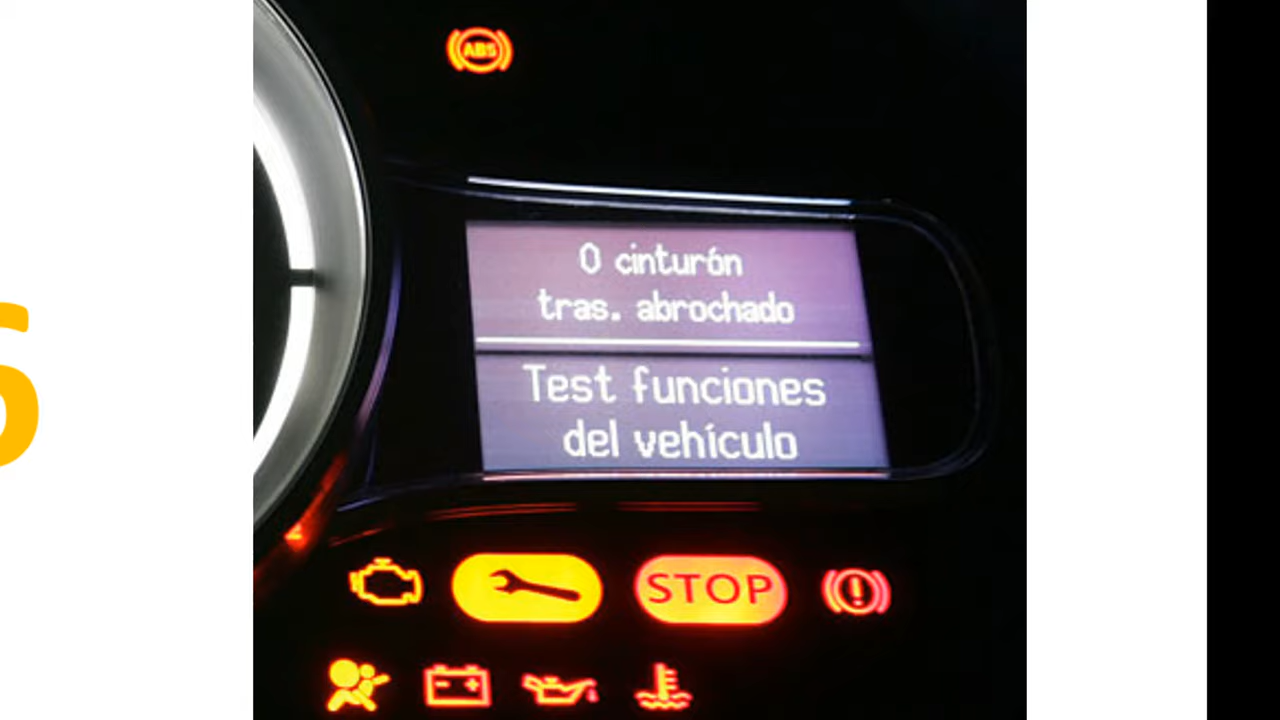 ABS
0 cinturón
tras. abrochado
Test funciones
del vehículo
STOP